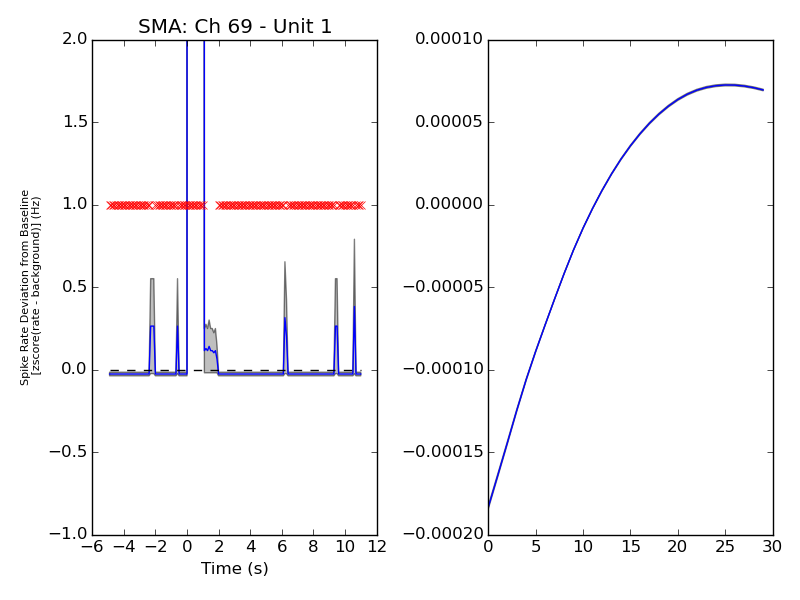 SMA: Ch 69 - Unit 1
2.0
1.5
1.0
0.5
0.0
−0.5
−1.0
Spike Rate Deviation from Baseline
[zscore(rate - background)] (Hz)
−6 −4 −2 0 2 4 6 8 10 12
Time (s)
0.00010
0.00005
0.00000
−0.00005
−0.00010
−0.00015
−0.00020
0 5 10 15 20 25 30